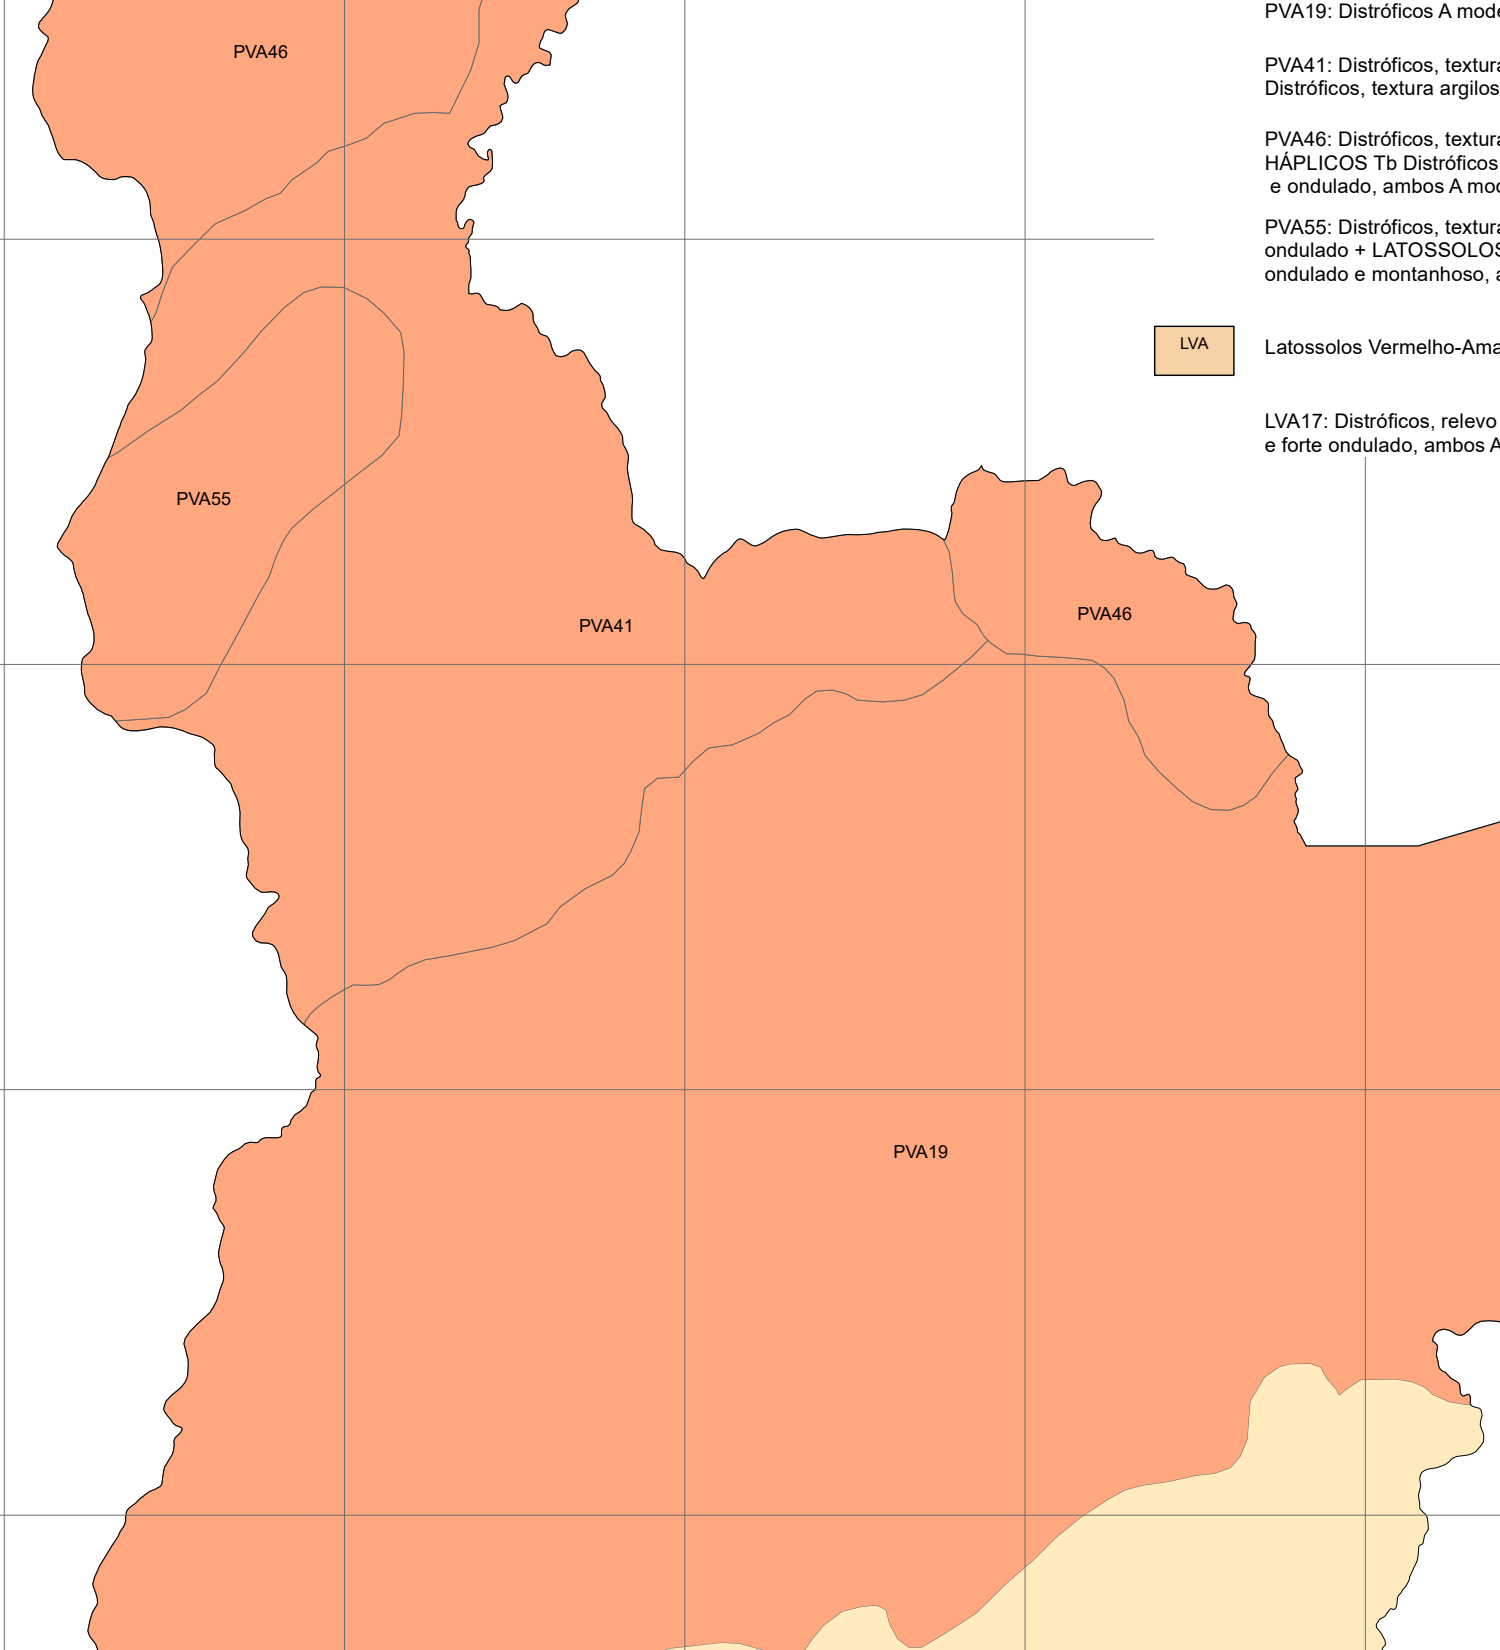 PVA19: Distróficos A mode
PVA41: Distróficos, textura
Distróficos, textura argilos
PVA46: Distróficos, textura
HÁPLICOS Tb Distróficos
e ondulado, ambos A mod
PVA55: Distróficos, textura
ondulado + LATOSSOLOS
ondulado e montanhoso, a
LVA
Latossolos Vermelho-Ama
LVA17: Distróficos, relevo
e forte ondulado, ambos A
PVA46
PVA55
PVA41
PVA46
PVA19